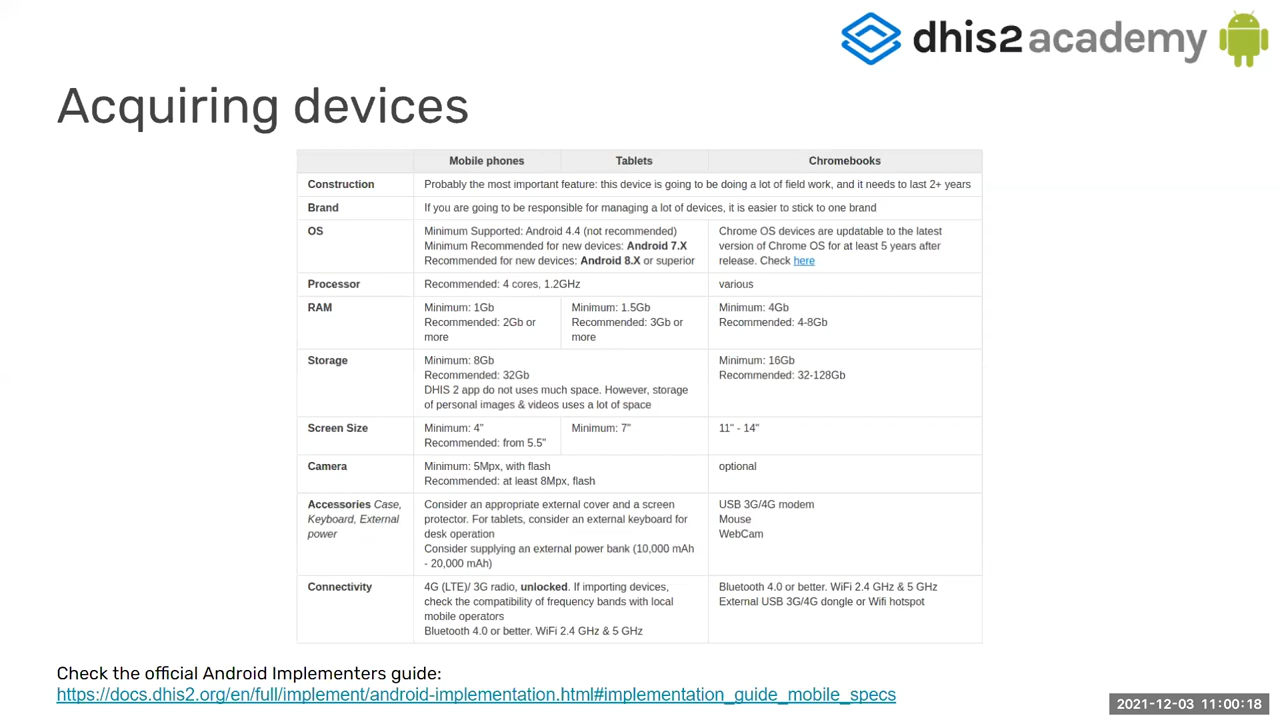 dhis2 academy
Acquiring devices
Mobile phones Tablets Chromebooks
Construction Probably the most important feature: this device is going to be doing a lot of field work, and it needs to last 2+ years
Brand If you are going to be responsible for managing a lot of devices, it is easier to stick to one brand
OS
Minimum Supported: Android 4.4 (not recommended)
Minimum Recommended for new devices: Android 7.X
Recommended for new devices: Android 8.X or superior
Chrome OS devices are updatable to the latest
version of Chrome OS for at least 5 years after
release. Check here
Processor Recommended: 4 cores, 1.2GHz various
RAM
Minimum: 1Gb
Recommended: 2Gb or
more
Minimum: 1.5Gb
Recommended: 3Gb or
more
Minimum: 4Gb
Recommended: 4-8Gb
Storage
Minimum: 8Gb
Recommended: 32Gb
DHIS 2 app do not uses much space. However, storage
of personal images & videos uses a lot of space
Minimum: 16Gb
Recommended: 32-128Gb
Screen Size
Minimum: 4"
Recommended: from 5.5"
Minimum: 7"
11" - 14"
Camera
Minimum: 5Mpx, with flash
Recommended: at least 8Mpx, flash
optional
Accessories Case,
Keyboard, External
power
Consider an appropriate external cover and a screen
protector. For tablets, consider an external keyboard for
desk operation
Consider supplying an external power bank (10,000 mAh
- 20,000 mAh)
USB 3G/4G modem
Mouse
WebCam
Connectivity
4G (LTE)/ 3G radio, unlocked. If importing devices,
check the compatibility of frequency bands with local
mobile operators
Bluetooth 4.0 or better. WiFi 2.4 GHz & 5 GHz
Bluetooth 4.0 or better. WiFi 2.4 GHz & 5 GHz
External USB 3G/4G dongle or Wifi hotspot
Check the official Android Implementers guide:
https://docs.dhis2.org/en/full/implement/android-implementation.html#implementation_guide_mobile_specs
2021-12-03 11:00:18